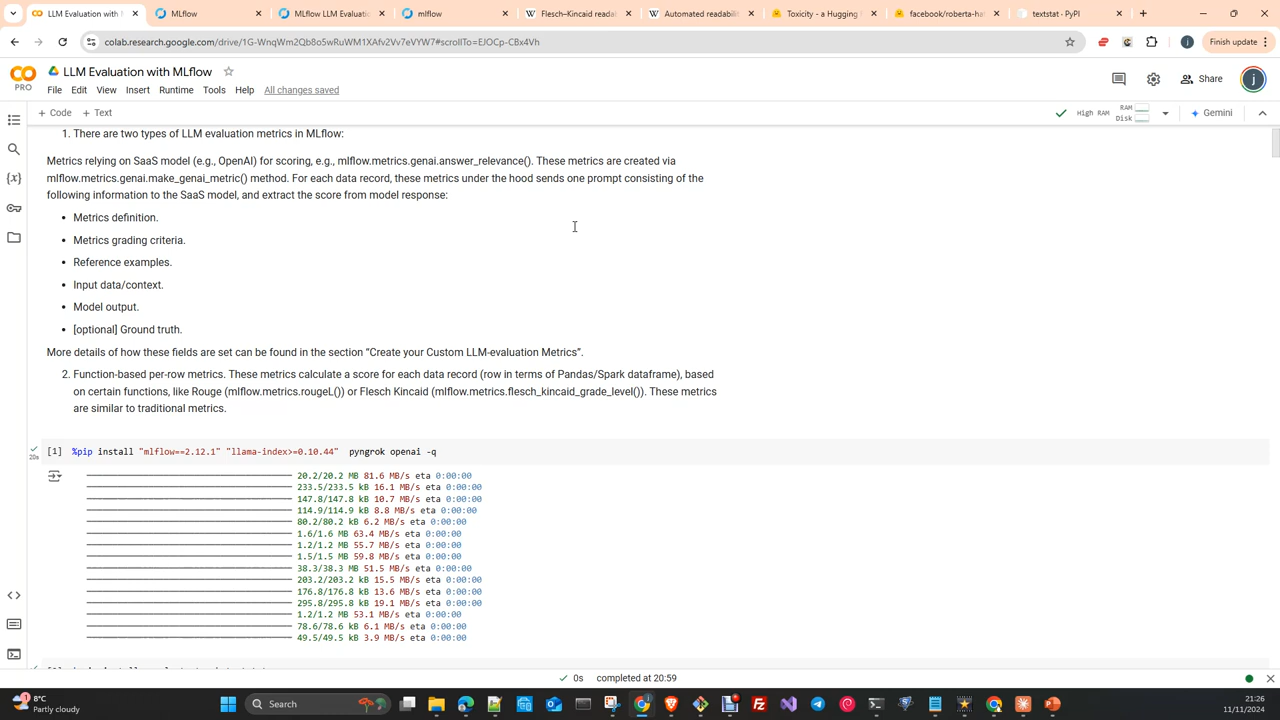 LLM Evaluation with M
MLflow
MLflow LLM Evaluatio
mlflow
Flesch–Kincaid readab
Automated readability
Toxicity - a Hugging F
facebook/roberta-hat
textstat · PyPI
colab.research.google.com/drive/1G-WnqWm2Qb8o5wRuWM1XAfv2Vv7eVYW7#scrollTo=EJOCp-CBx4Vh
Finish update
PRO
LLM Evaluation with MLflow
File Edit View Insert Runtime Tools Help All changes saved
Share
j
+ Code + Text
High RAM
RAM
Disk
Gemini
1. There are two types of LLM evaluation metrics in MLflow:
Metrics relying on SaaS model (e.g., OpenAI) for scoring, e.g., mlflow.metrics.genai.answer_relevance(). These metrics are created via
mlflow.metrics.genai.make_genai_metric() method. For each data record, these metrics under the hood sends one prompt consisting of the
following information to the SaaS model, and extract the score from model response:
• Metrics definition.
• Metrics grading criteria.
• Reference examples.
• Input data/context.
• Model output.
• [optional] Ground truth.
More details of how these fields are set can be found in the section “Create your Custom LLM-evaluation Metrics”.
2. Function-based per-row metrics. These metrics calculate a score for each data record (row in terms of Pandas/Spark dataframe), based
on certain functions, like Rouge (mlflow.metrics.rougeL()) or Flesch Kincaid (mlflow.metrics.flesch_kincaid_grade_level()). These metrics
are similar to traditional metrics.
[1] %pip install "mlflow==2.12.1" "llama-index>=0.10.44" pyngrok openai -q
20s
20.2/20.2 MB 81.6 MB/s eta 0:00:00
233.5/233.5 kB 16.1 MB/s eta 0:00:00
147.8/147.8 kB 10.7 MB/s eta 0:00:00
114.9/114.9 kB 8.8 MB/s eta 0:00:00
80.2/80.2 kB 6.2 MB/s eta 0:00:00
1.6/1.6 MB 63.4 MB/s eta 0:00:00
1.2/1.2 MB 55.7 MB/s eta 0:00:00
1.5/1.5 MB 59.8 MB/s eta 0:00:00
38.3/38.3 MB 51.5 MB/s eta 0:00:00
203.2/203.2 kB 15.5 MB/s eta 0:00:00
176.8/176.8 kB 13.6 MB/s eta 0:00:00
295.8/295.8 kB 19.1 MB/s eta 0:00:00
1.2/1.2 MB 53.1 MB/s eta 0:00:00
78.6/78.6 kB 6.1 MB/s eta 0:00:00
49.5/49.5 kB 3.9 MB/s eta 0:00:00
0s completed at 20:59
8°C
Partly cloudy
Search
21:26
11/11/2024